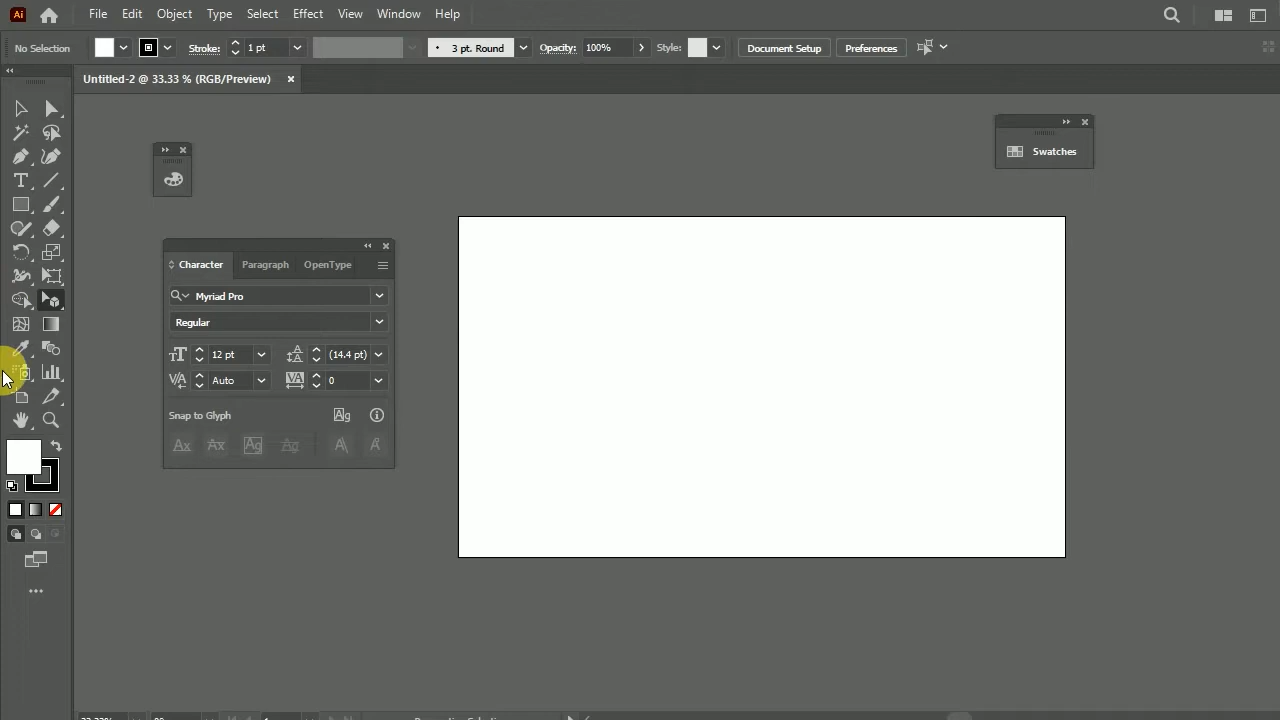 Ai File Edit Object Type Select Effect View Window Help
No Selection Stroke: 1 pt 3 pt. Round Opacity: 100% Style: Document Setup Preferences
Untitled-2 @ 33.33 % (RGB/Preview)
Swatches
Character Paragraph OpenType
Myriad Pro
Regular
12 pt (14.4 pt)
Auto 0
Snap to Glyph